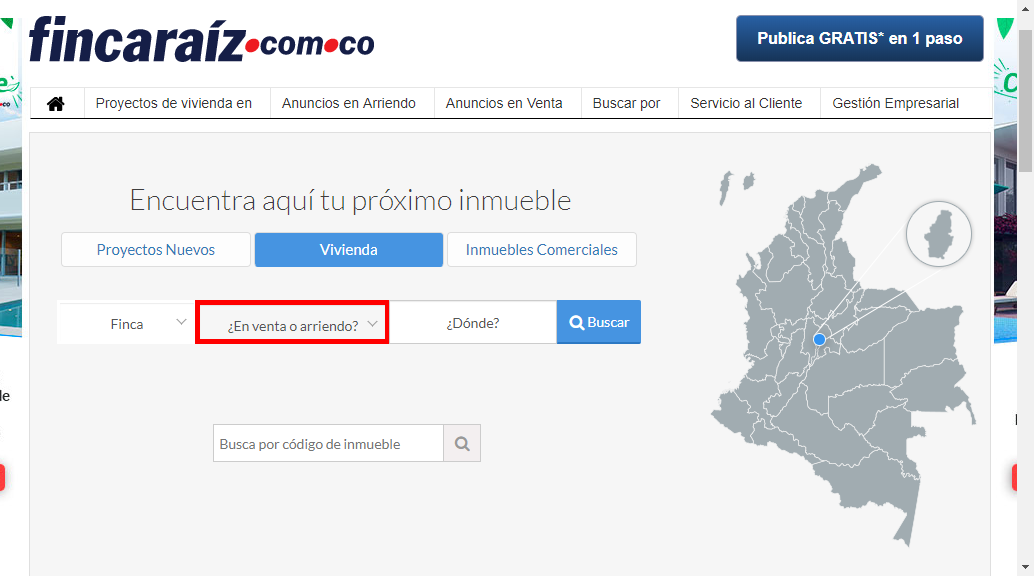 fincaraíz.com.co
Publica GRATIS* en 1 paso
Proyectos de vivienda en
Anuncios en Arriendo
Anuncios en Venta
Buscar por
Servicio al Cliente
Gestión Empresarial
Encuentra aquí tu próximo inmueble
Proyectos Nuevos
Vivienda
Inmuebles Comerciales
Finca
¿En venta o arriendo?
¿Dónde?
Buscar
Busca por código de inmueble